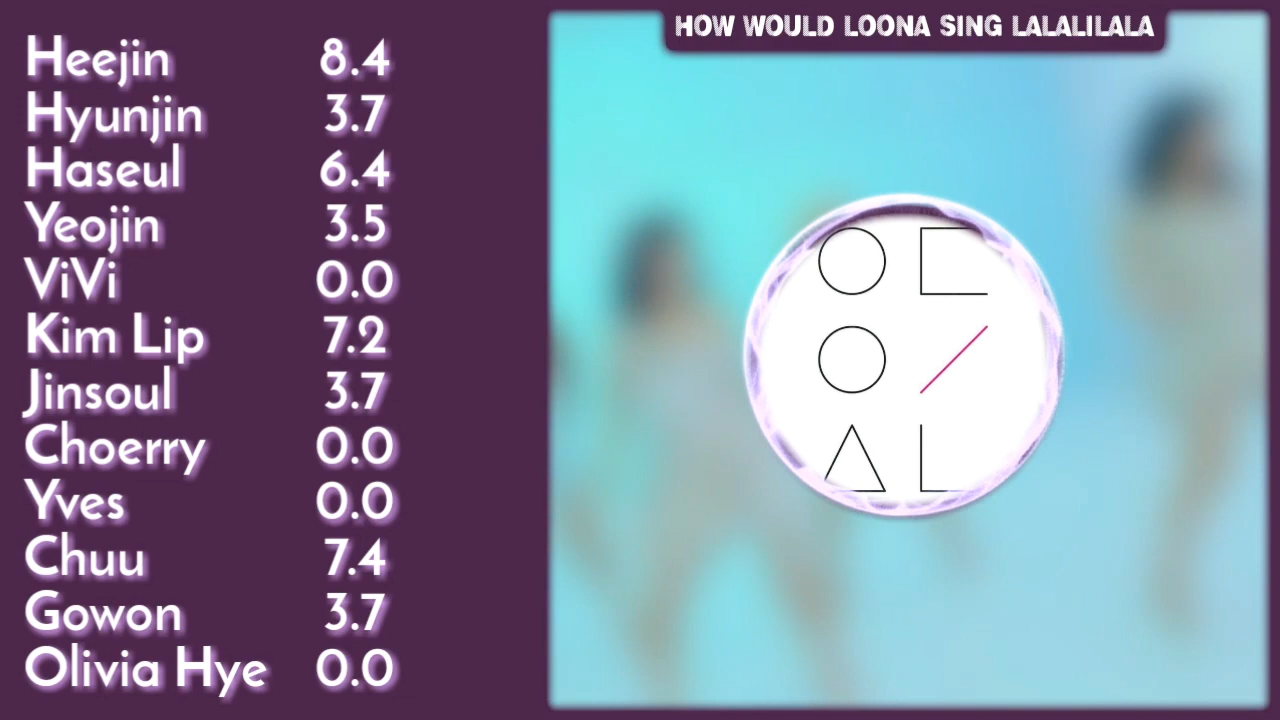 HOW WOULD LOONA SING LALALILALA
Heejin 8.4
Hyunjin 3.7
Haseul 6.4
Yeojin 3.5
ViVi 0.0
Kim Lip 7.2
Jinsoul 3.7
Choerry 0.0
Yves 0.0
Chuu 7.4
Gowon 3.7
Olivia Hye 0.0